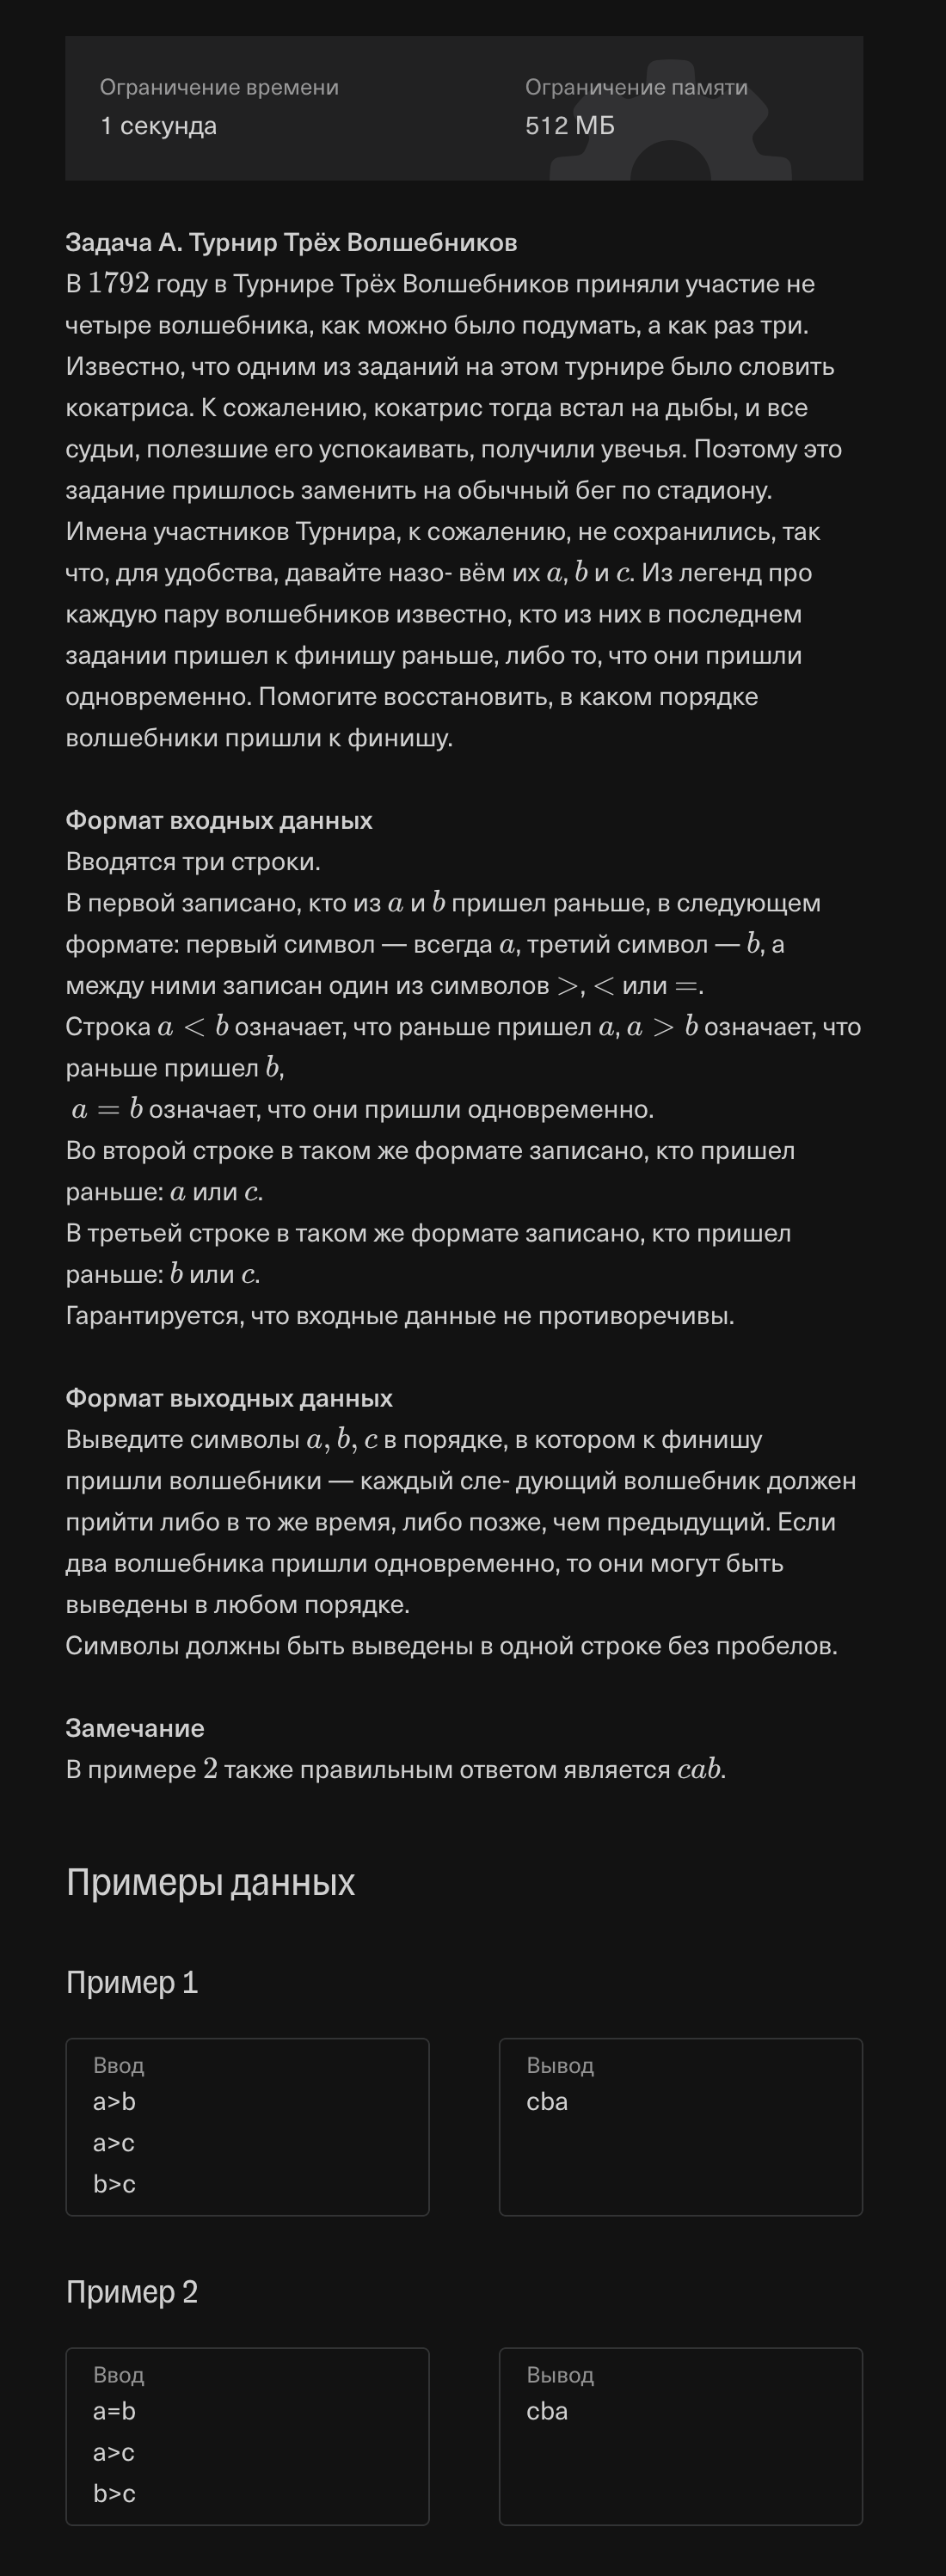 Ограничение времени
1 секунда
Ограничение памяти
512 МБ
Задача A. Турнир Трёх Волшебников
В 1792 году в Турнире Трёх Волшебников приняли участие не
четыре волшебника, как можно было подумать, а как раз три.
Известно, что одним из заданий на этом турнире было словить
кокатриса. К сожалению, кокатрис тогда встал на дыбы, и все
судьи, полезшие его успокаивать, получили увечья. Поэтому это
задание пришлось заменить на обычный бег по стадиону.
Имена участников Турнира, к сожалению, не сохранились, так
что, для удобства, давайте назо- вём их a, b и c. Из легенд про
каждую пару волшебников известно, кто из них в последнем
задании пришел к финишу раньше, либо то, что они пришли
одновременно. Помогите восстановить, в каком порядке
волшебники пришли к финишу.
Формат входных данных
Вводятся три строки.
В первой записано, кто из a и b пришел раньше, в следующем
формате: первый символ — всегда a, третий символ — b, а
между ними записан один из символов >, < или =.
Строка a < b означает, что раньше пришел a, a > b означает, что
раньше пришел b,
a = b означает, что они пришли одновременно.
Во второй строке в таком же формате записано, кто пришел
раньше: a или c.
В третьей строке в таком же формате записано, кто пришел
раньше: b или c.
Гарантируется, что входные данные не противоречивы.
Формат выходных данных
Выведите символы a, b, c в порядке, в котором к финишу
пришли волшебники — каждый сле- дующий волшебник должен
прийти либо в то же время, либо позже, чем предыдущий. Если
два волшебника пришли одновременно, то они могут быть
выведены в любом порядке.
Символы должны быть выведены в одной строке без пробелов.
Замечание
В примере 2 также правильным ответом является cab.
Примеры данных
Пример 1
Ввод
a>b
a>c
b>c
Вывод
cba
Пример 2
Ввод
a=b
a>c
b>c
Вывод
cba